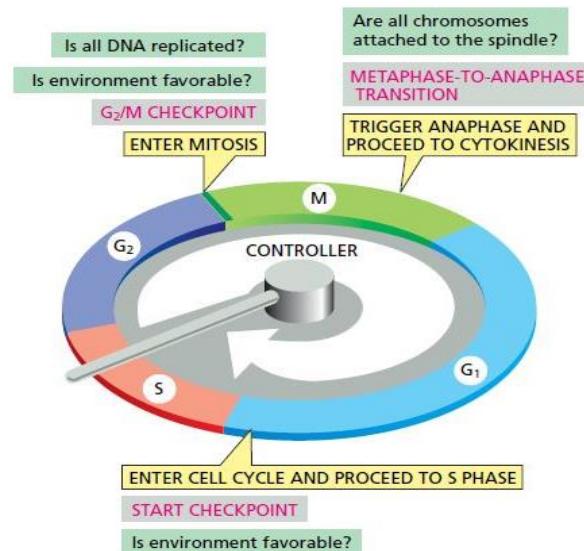 Is all DNA replicated?
Is environment favorable?
G₂/M CHECKPOINT
ENTER MITOSIS
Are all chromosomes
attached to the spindle?
METAPHASE-TO-ANAPHASE
TRANSITION
TRIGGER ANAPHASE AND
PROCEED TO CYTOKINESIS
M
G₂
CONTROLLER
G₁
S
ENTER CELL CYCLE AND PROCEED TO S PHASE
START CHECKPOINT
Is environment favorable?